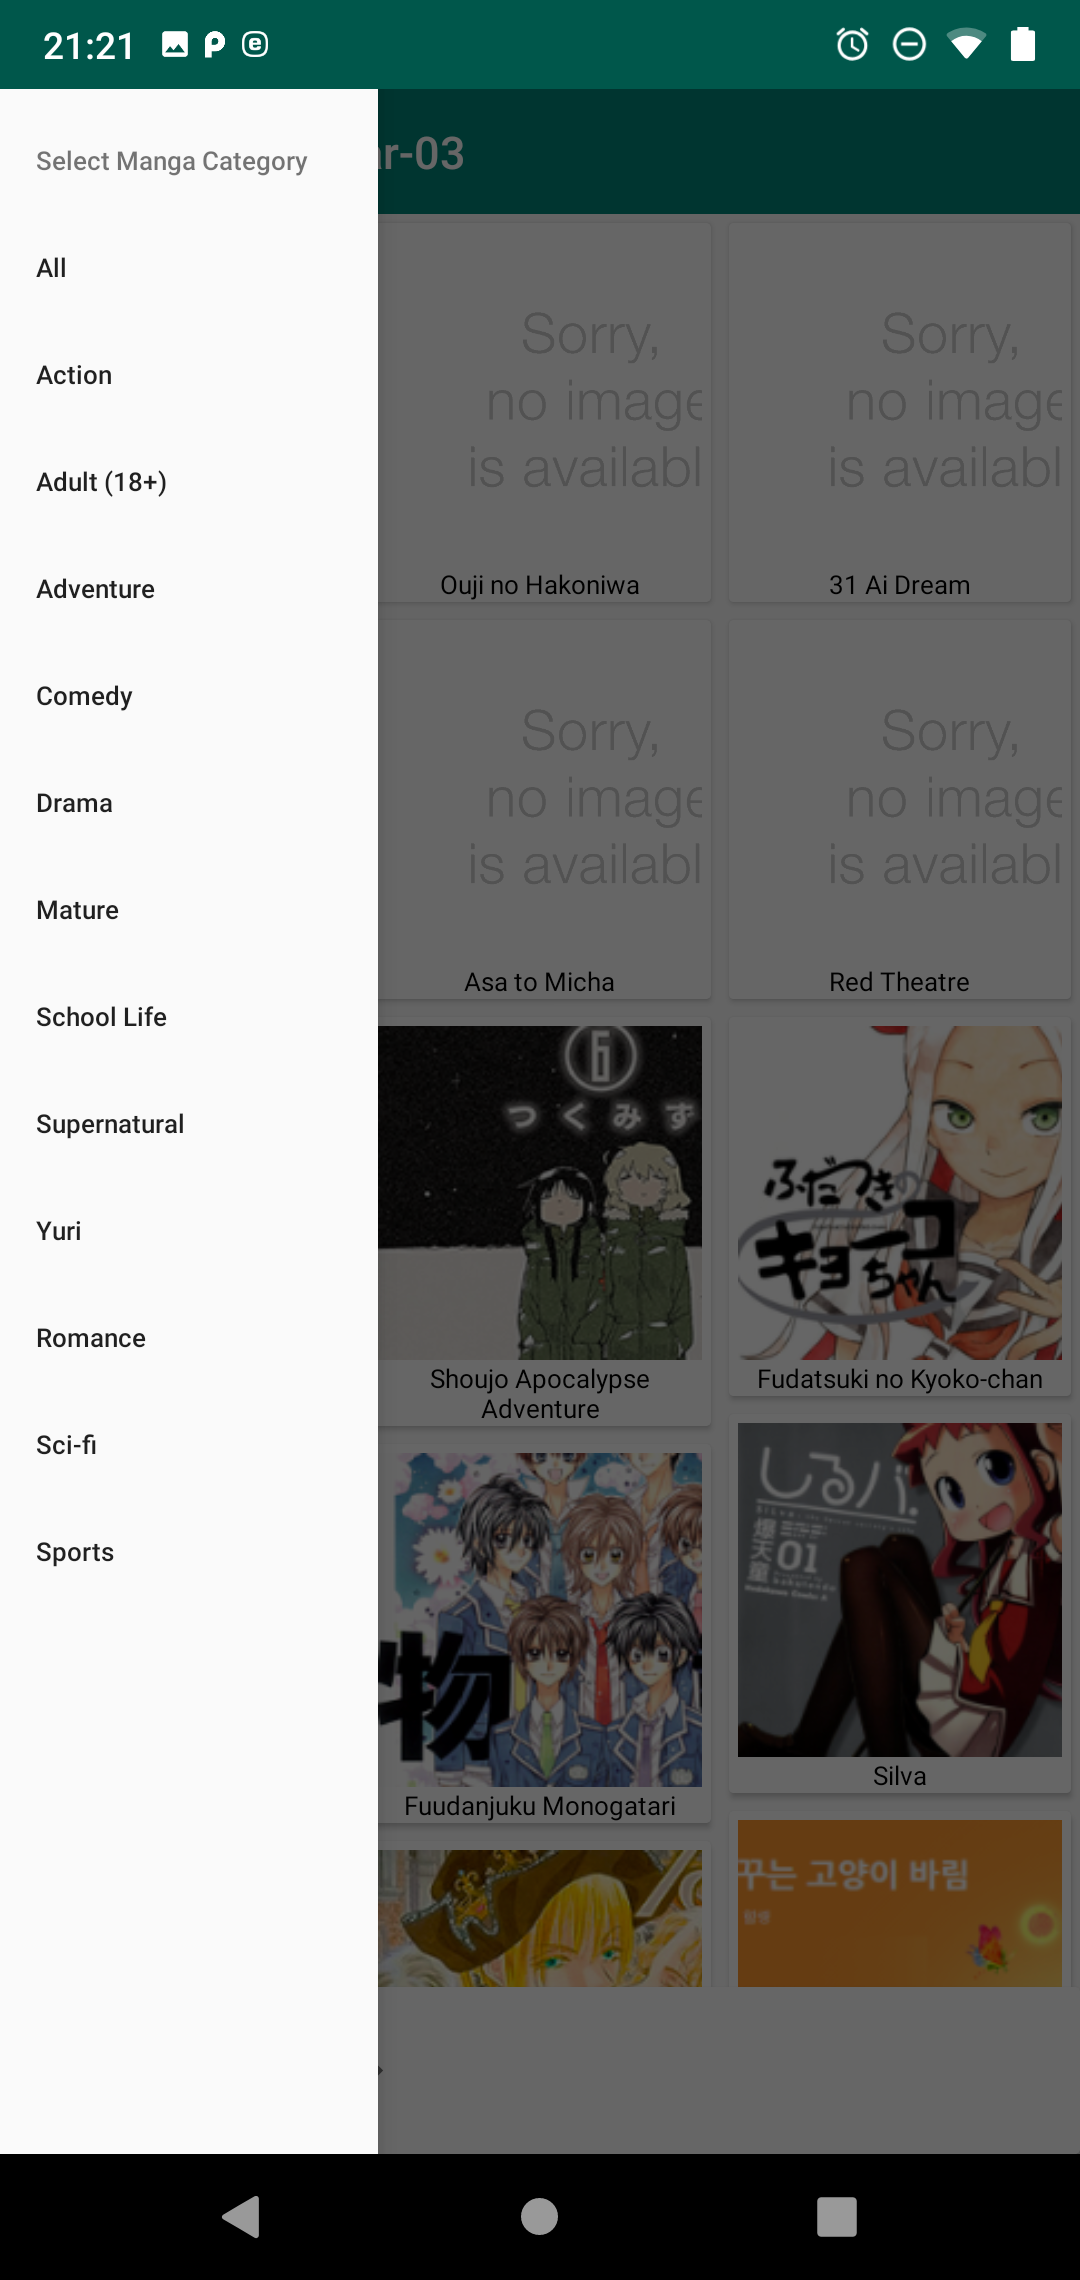 21:21
Select Manga Category
All
Action
Adult (18+)
Adventure
Comedy
Drama
Mature
School Life
Supernatural
Yuri
Romance
Sci-fi
Sports
r-03
Sorry,
no image
is availabl
Ouji no Hakoniwa
Sorry,
no image
is availabl
31 Ai Dream
Sorry,
no image
is availabl
Asa to Micha
Sorry,
no image
is availabl
Red Theatre
6
つくみず
Shoujo Apocalypse
Adventure
ふだつきの
キョーコ
ちゃん
Fudatsuki no Kyoko-chan
物
Fuudanjuku Monogatari
しるバ.
爆天童
01
Silva
꾸는 고양이 바림